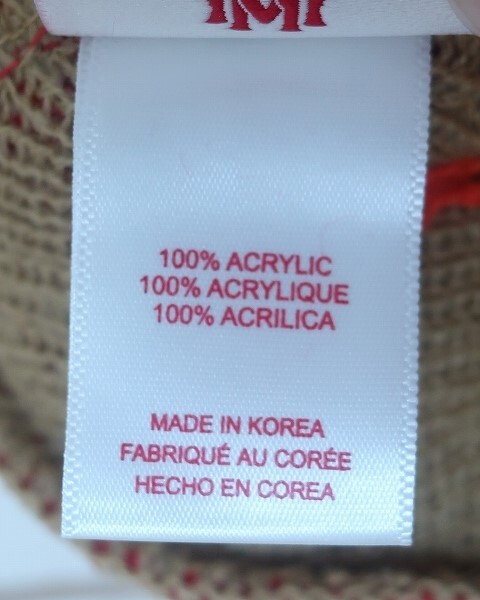 100% ACRYLIC
100% ACRYLIQUE
100% ACRILICA
MADE IN KOREA
FABRIQUÉ AU CORÉE
HECHO EN COREA